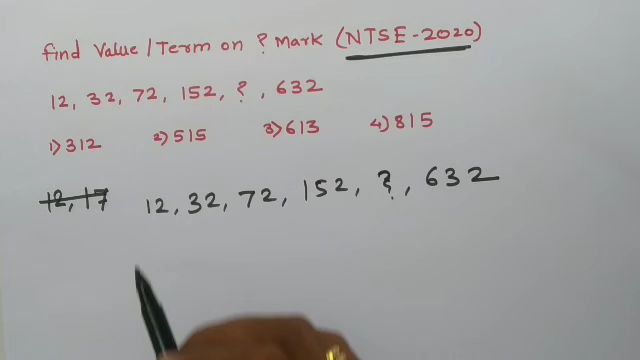 Find Value/Term on ? Mark (NTSE-2020)
12, 32, 72, 152, ?, 632
1) 312 2) 515 3) 613 4) 815
12, 17 12, 32, 72, 152, ?, 632